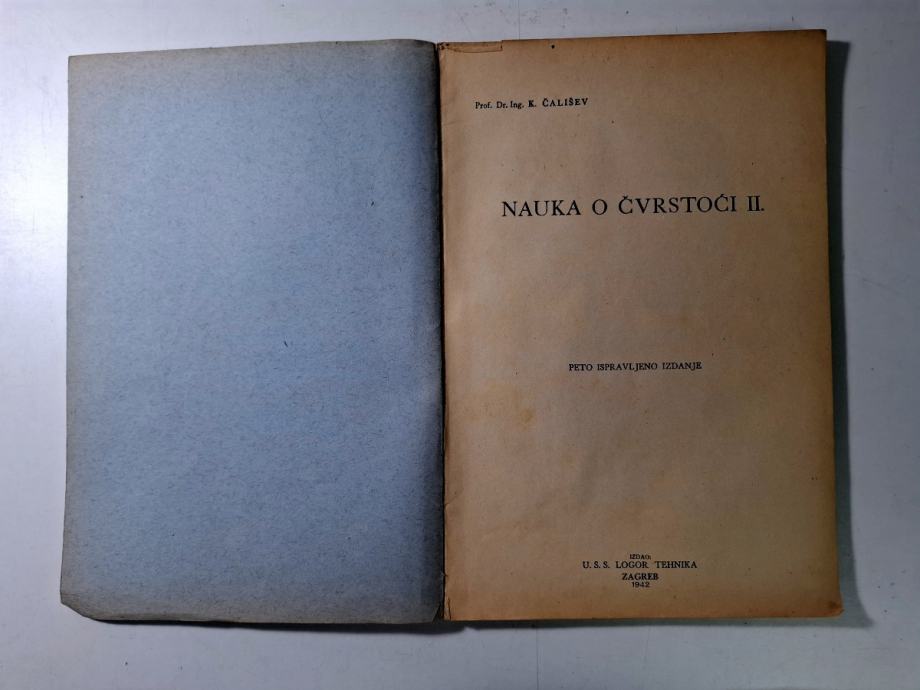 Prof. Dr. Ing. K. ČALIŠEV
NAUKA O ČVRSTOĆI II.
PETO ISPRAVLJENO IZDANJE
IZDAO:
U. S. S. LOGOR TEHNIKA
ZAGREB
1942